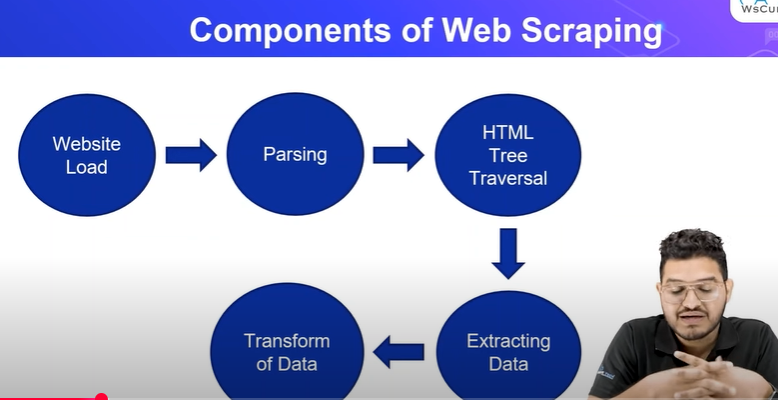 Components of Web Scraping
WsCu
Website
Load
Parsing
HTML
Tree
Traversal
Transform
of Data
Extracting
Data